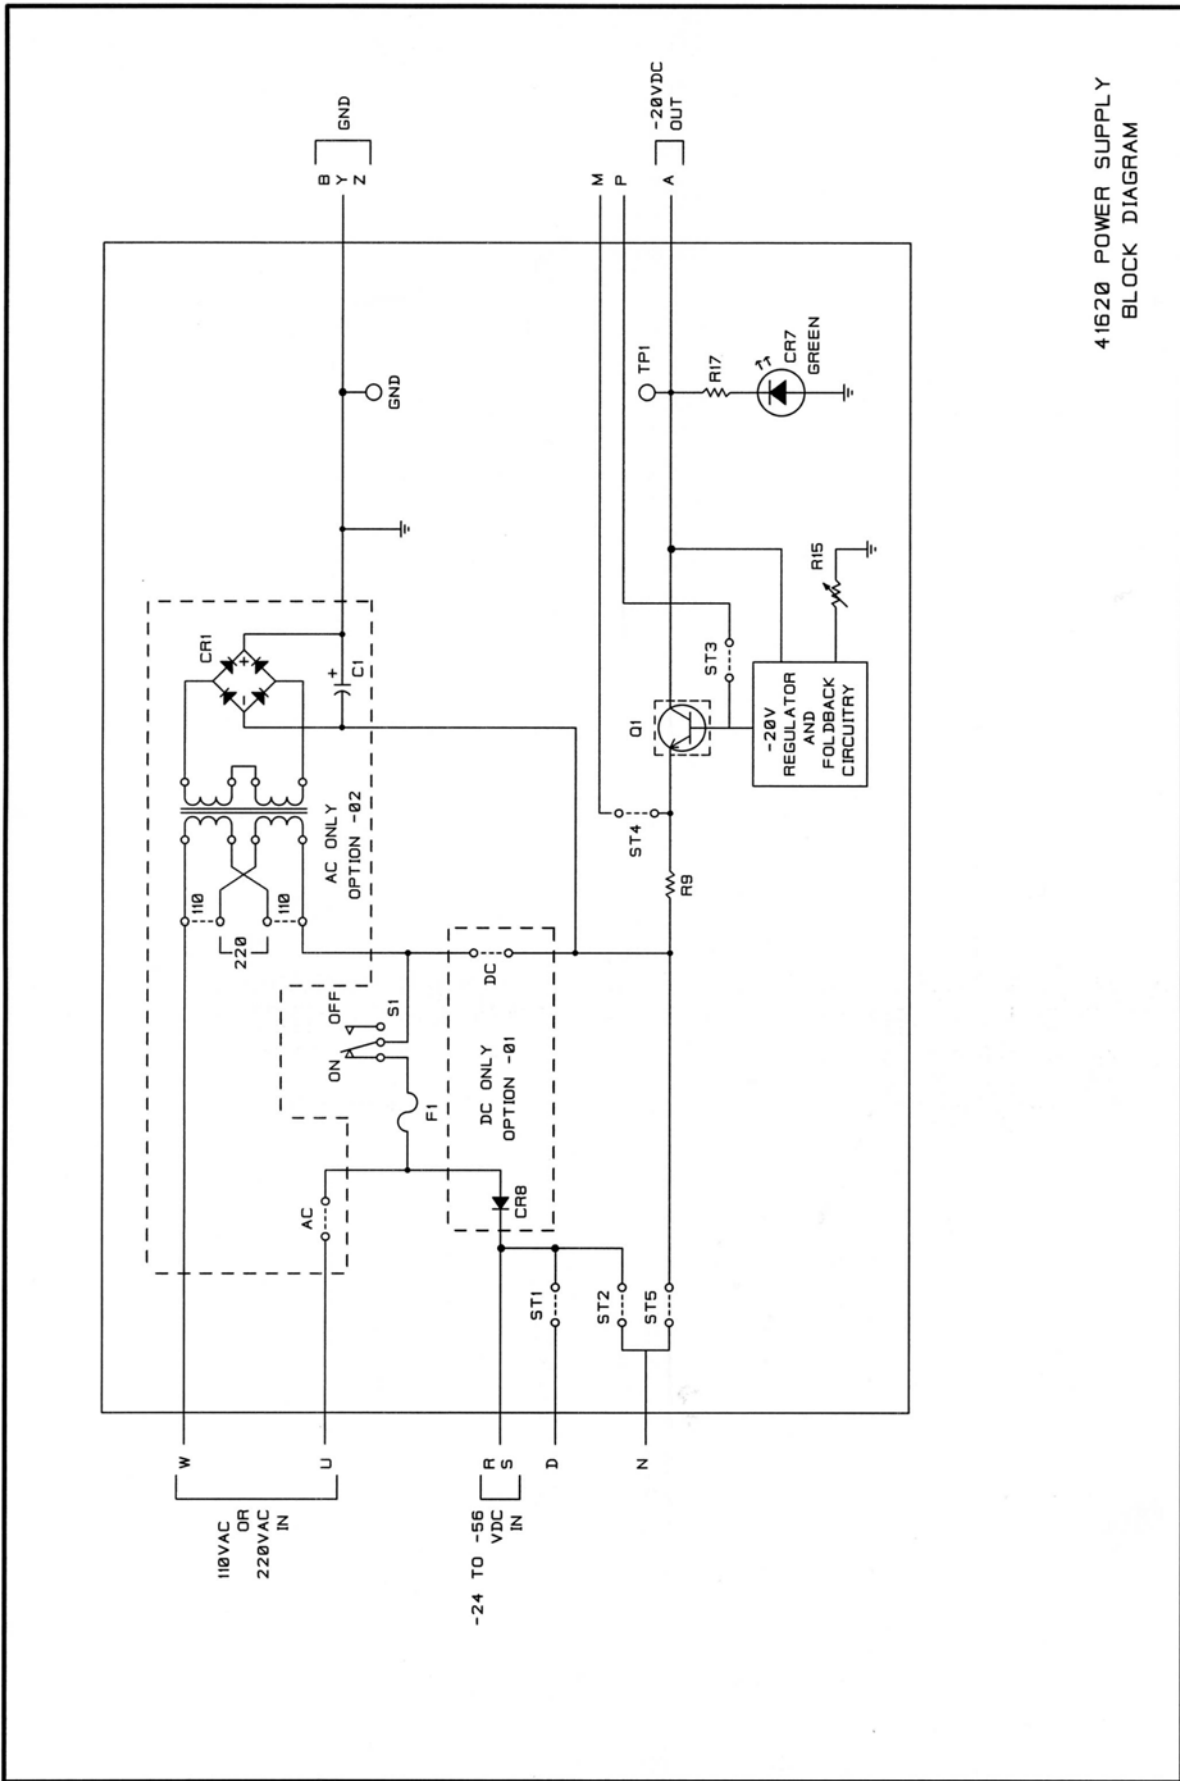 110VAC
OR
220VAC
IN
W
U
-24 TO -56
VDC
IN
R
S
D
N
AC
ST1
ST2
ST5
CR8
DC ONLY
OPTION -01
DC
F1
ON
OFF
S1
110
220
110
AC ONLY
OPTION -02
CR1
+
-
+
C1
GND
B
Y
Z
GND
R9
ST4
Q1
ST3
-20V
REGULATOR
AND
FOLDBACK
CIRCUITRY
R15
TP1
R17
CR7
GREEN
M
P
A
-20VDC
OUT
41620 POWER SUPPLY
BLOCK DIAGRAM